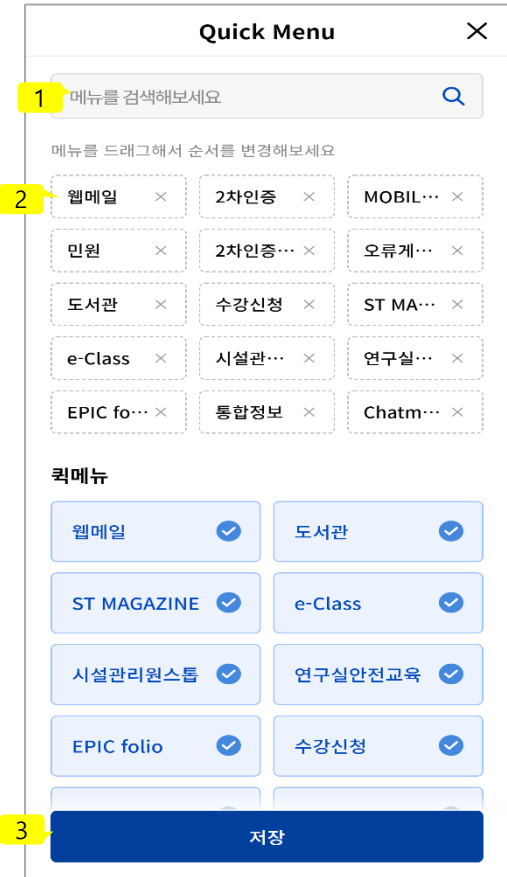 Quick Menu
1 메뉴를 검색해보세요
메뉴를 드래그해서 순서를 변경해보세요
2 웹메일 2차인증 MOBIL···
민원 2차인증··· 오류게···
도서관 수강신청 ST MA···
e-Class 시설관··· 연구실···
EPIC fo··· 통합정보 Chatm···
퀵메뉴
웹메일 도서관
ST MAGAZINE e-Class
시설관리원스톱 연구실안전교육
EPIC folio 수강신청
3 저장